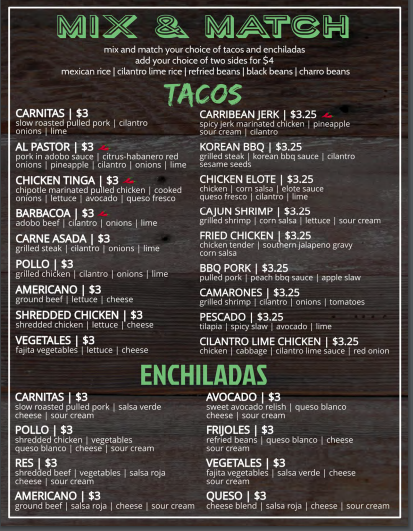 MIX & MATCH
mix and match your choice of tacos and enchiladas
add your choice of two sides for $4
mexican rice | cilantro lime rice | refried beans | black beans | charro beans
TACOS
CARNITAS | $3
slow roasted pulled pork | cilantro
onions | lime
AL PASTOR | $3
pork in adobo sauce | citrus-habanero red
onions | pineapple | cilantro | onions | lime
CHICKEN TINGA | $3
chipotle marinated pulled chicken | cooked
onions | lettuce | avocado | queso fresco
BARBACOA | $3
adobo beef | cilantro | onions | lime
CARNE ASADA | $3
grilled steak | cilantro | onions | lime
POLLO | $3
grilled chicken | cilantro | onions | lime
AMERICANO | $3
ground beef | lettuce | cheese
SHREDDED CHICKEN | $3
shredded chicken | lettuce | cheese
VEGETALES | $3
fajita vegetables | lettuce | cheese
CARRIBEAN JERK | $3.25
spicy jerk marinated chicken | pineapple
sour cream | cilantro
KOREAN BBQ | $3.25
grilled steak | korean bbq sauce | cilantro
sesame seeds
CHICKEN ELOTE | $3.25
chicken | corn salsa | elote sauce
queso fresco | cilantro | lime
CAJUN SHRIMP | $3.25
grilled shrimp | corn salsa | lettuce | sour cream
FRIED CHICKEN | $3.25
chicken tender | southern jalapeno gravy
corn salsa
BBQ PORK | $3.25
pulled pork | peach bbq sauce | apple slaw
CAMARONES | $3.25
grilled shrimp | cilantro | onions | tomatoes
PESCADO | $3.25
tilapia | spicy slaw | avocado | lime
CILANTRO LIME CHICKEN | $3.25
chicken | cabbage | cilantro lime sauce | red onion
ENCHILADAS
CARNITAS | $3
slow roasted pulled pork | salsa verde
cheese | sour cream
POLLO | $3
shredded chicken | vegetables
queso blanco | cheese | sour cream
RES | $3
shredded beef | vegetables | salsa roja
cheese | sour cream
AMERICANO | $3
ground beef | salsa roja | cheese | sour cream
AVOCADO | $3
sweet avocado relish | queso blanco
cheese | sour cream
FRIJOLES | $3
refried beans | queso blanco | cheese
sour cream
VEGETALES | $3
fajita vegetables | salsa verde | cheese
sour cream
QUESO | $3
cheese blend | salsa roja | cheese | sour cream